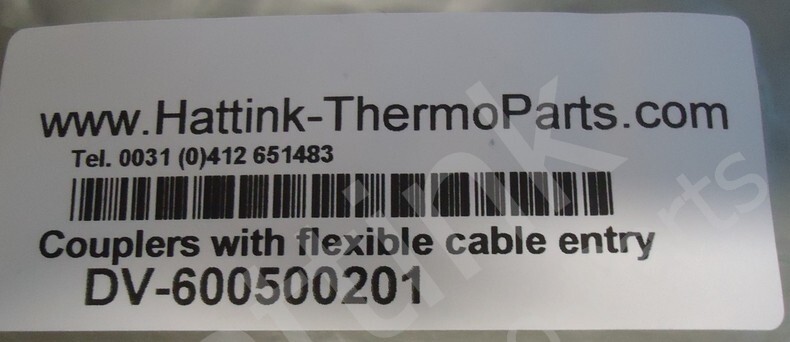 www.Hattink-ThermoParts.com
Tel. 0031 (0)412 651483
Couplers with flexible cable entry
DV-600500201